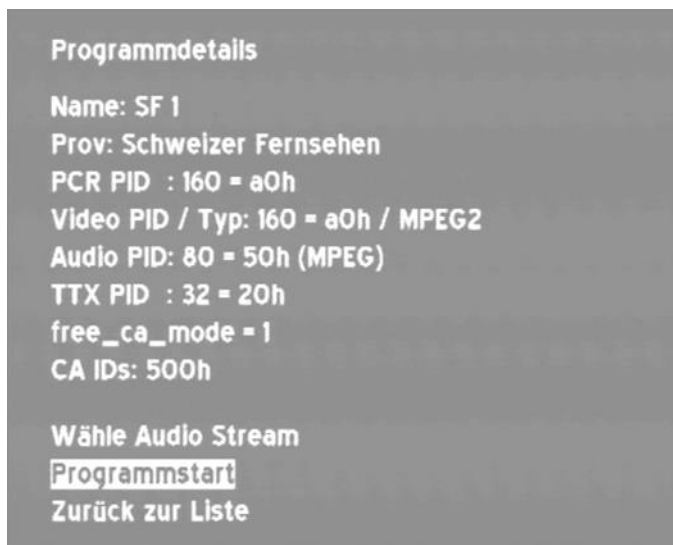 Programmdetails
Name: SF 1
Prov: Schweizer Fernsehen
PCR PID : 160 = a0h
Video PID / Typ: 160 = a0h / MPEG2
Audio PID: 80 = 50h (MPEG)
TTX PID : 32 = 20h
free_ca_mode = 1
CA IDs: 500h
Wähle Audio Stream
Programmstart
Zurück zur Liste